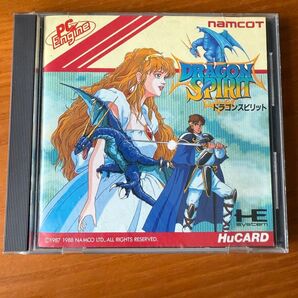 PC Engine
namcot
DRAGON
SPIRIT
ドラゴンスピリット
©1987 1988 NAMCO LTD., ALL RIGHTS RESERVED.
HE
system
HuCARD